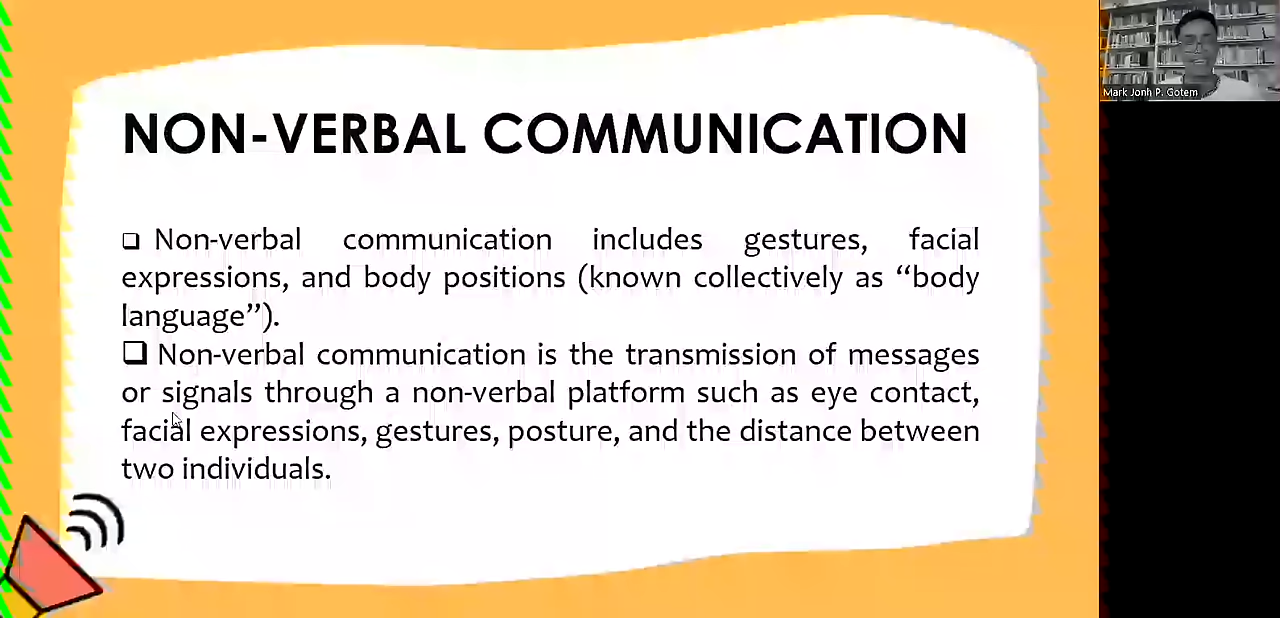 NON-VERBAL COMMUNICATION
Non-verbal communication includes gestures, facial
expressions, and body positions (known collectively as “body
language”).
Non-verbal communication is the transmission of messages
or signals through a non-verbal platform such as eye contact,
facial expressions, gestures, posture, and the distance between
two individuals.
Mark Jonh P. Gotem